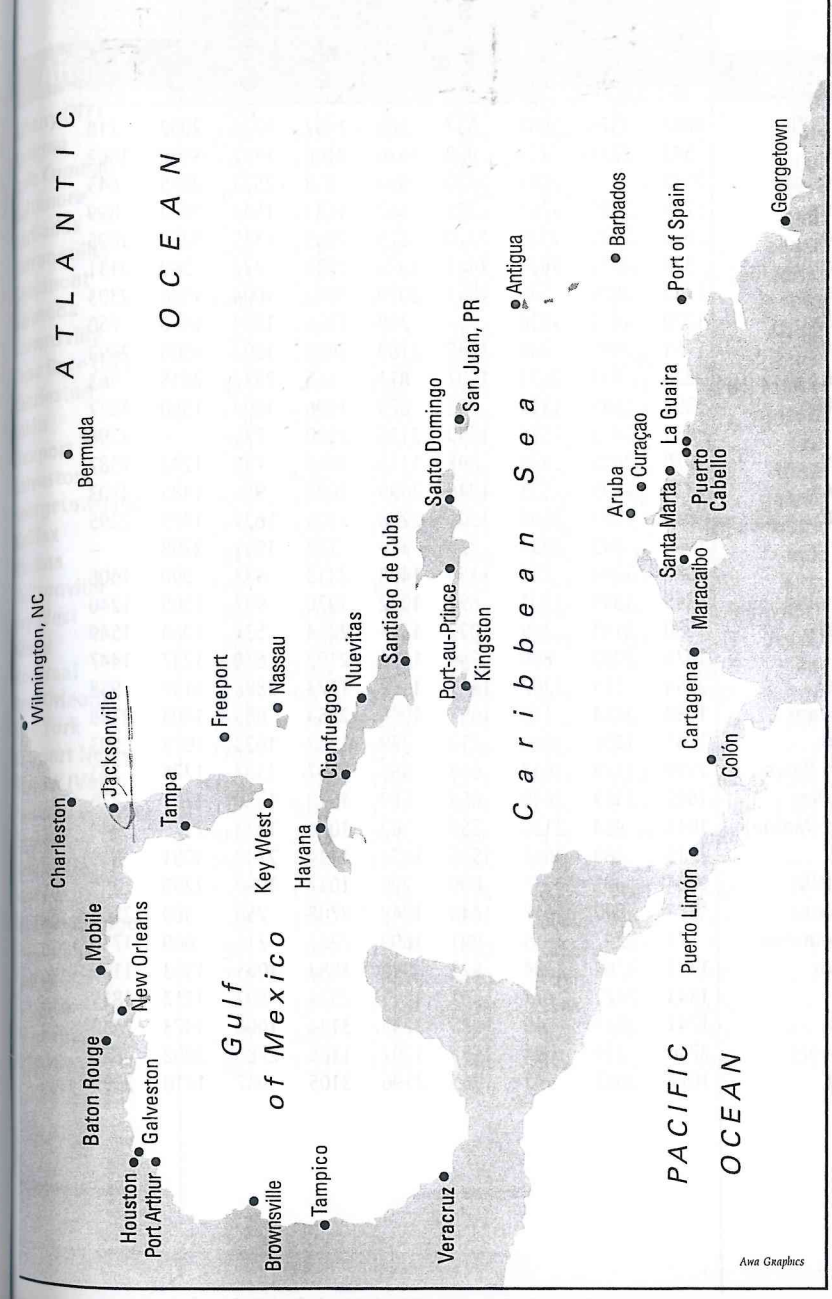 Wilmington, NC
Charleston
Bermuda
ATLANTIC
OCEAN
Jacksonville
Mobile
Baton Rouge
New Orleans
Houston
Galveston
Port Arthur
Tampa
Freeport
Gulf
of Mexico
Key West
Nassau
Brownsville
Tampico
Havana
Cienfuegos
Nuevitas
Santiago de Cuba
Veracruz
Port-au-Prince
Kingston
Santo Domingo
San Juan, PR
Antigua
Caribbean Sea
Barbados
Aruba
Curaçao
Santa Marta
La Guaira
Port of Spain
Cartagena
Maracaibo
Puerto
Cabello
Colón
Puerto Limón
Georgetown
PACIFIC
OCEAN
Awa Graphics